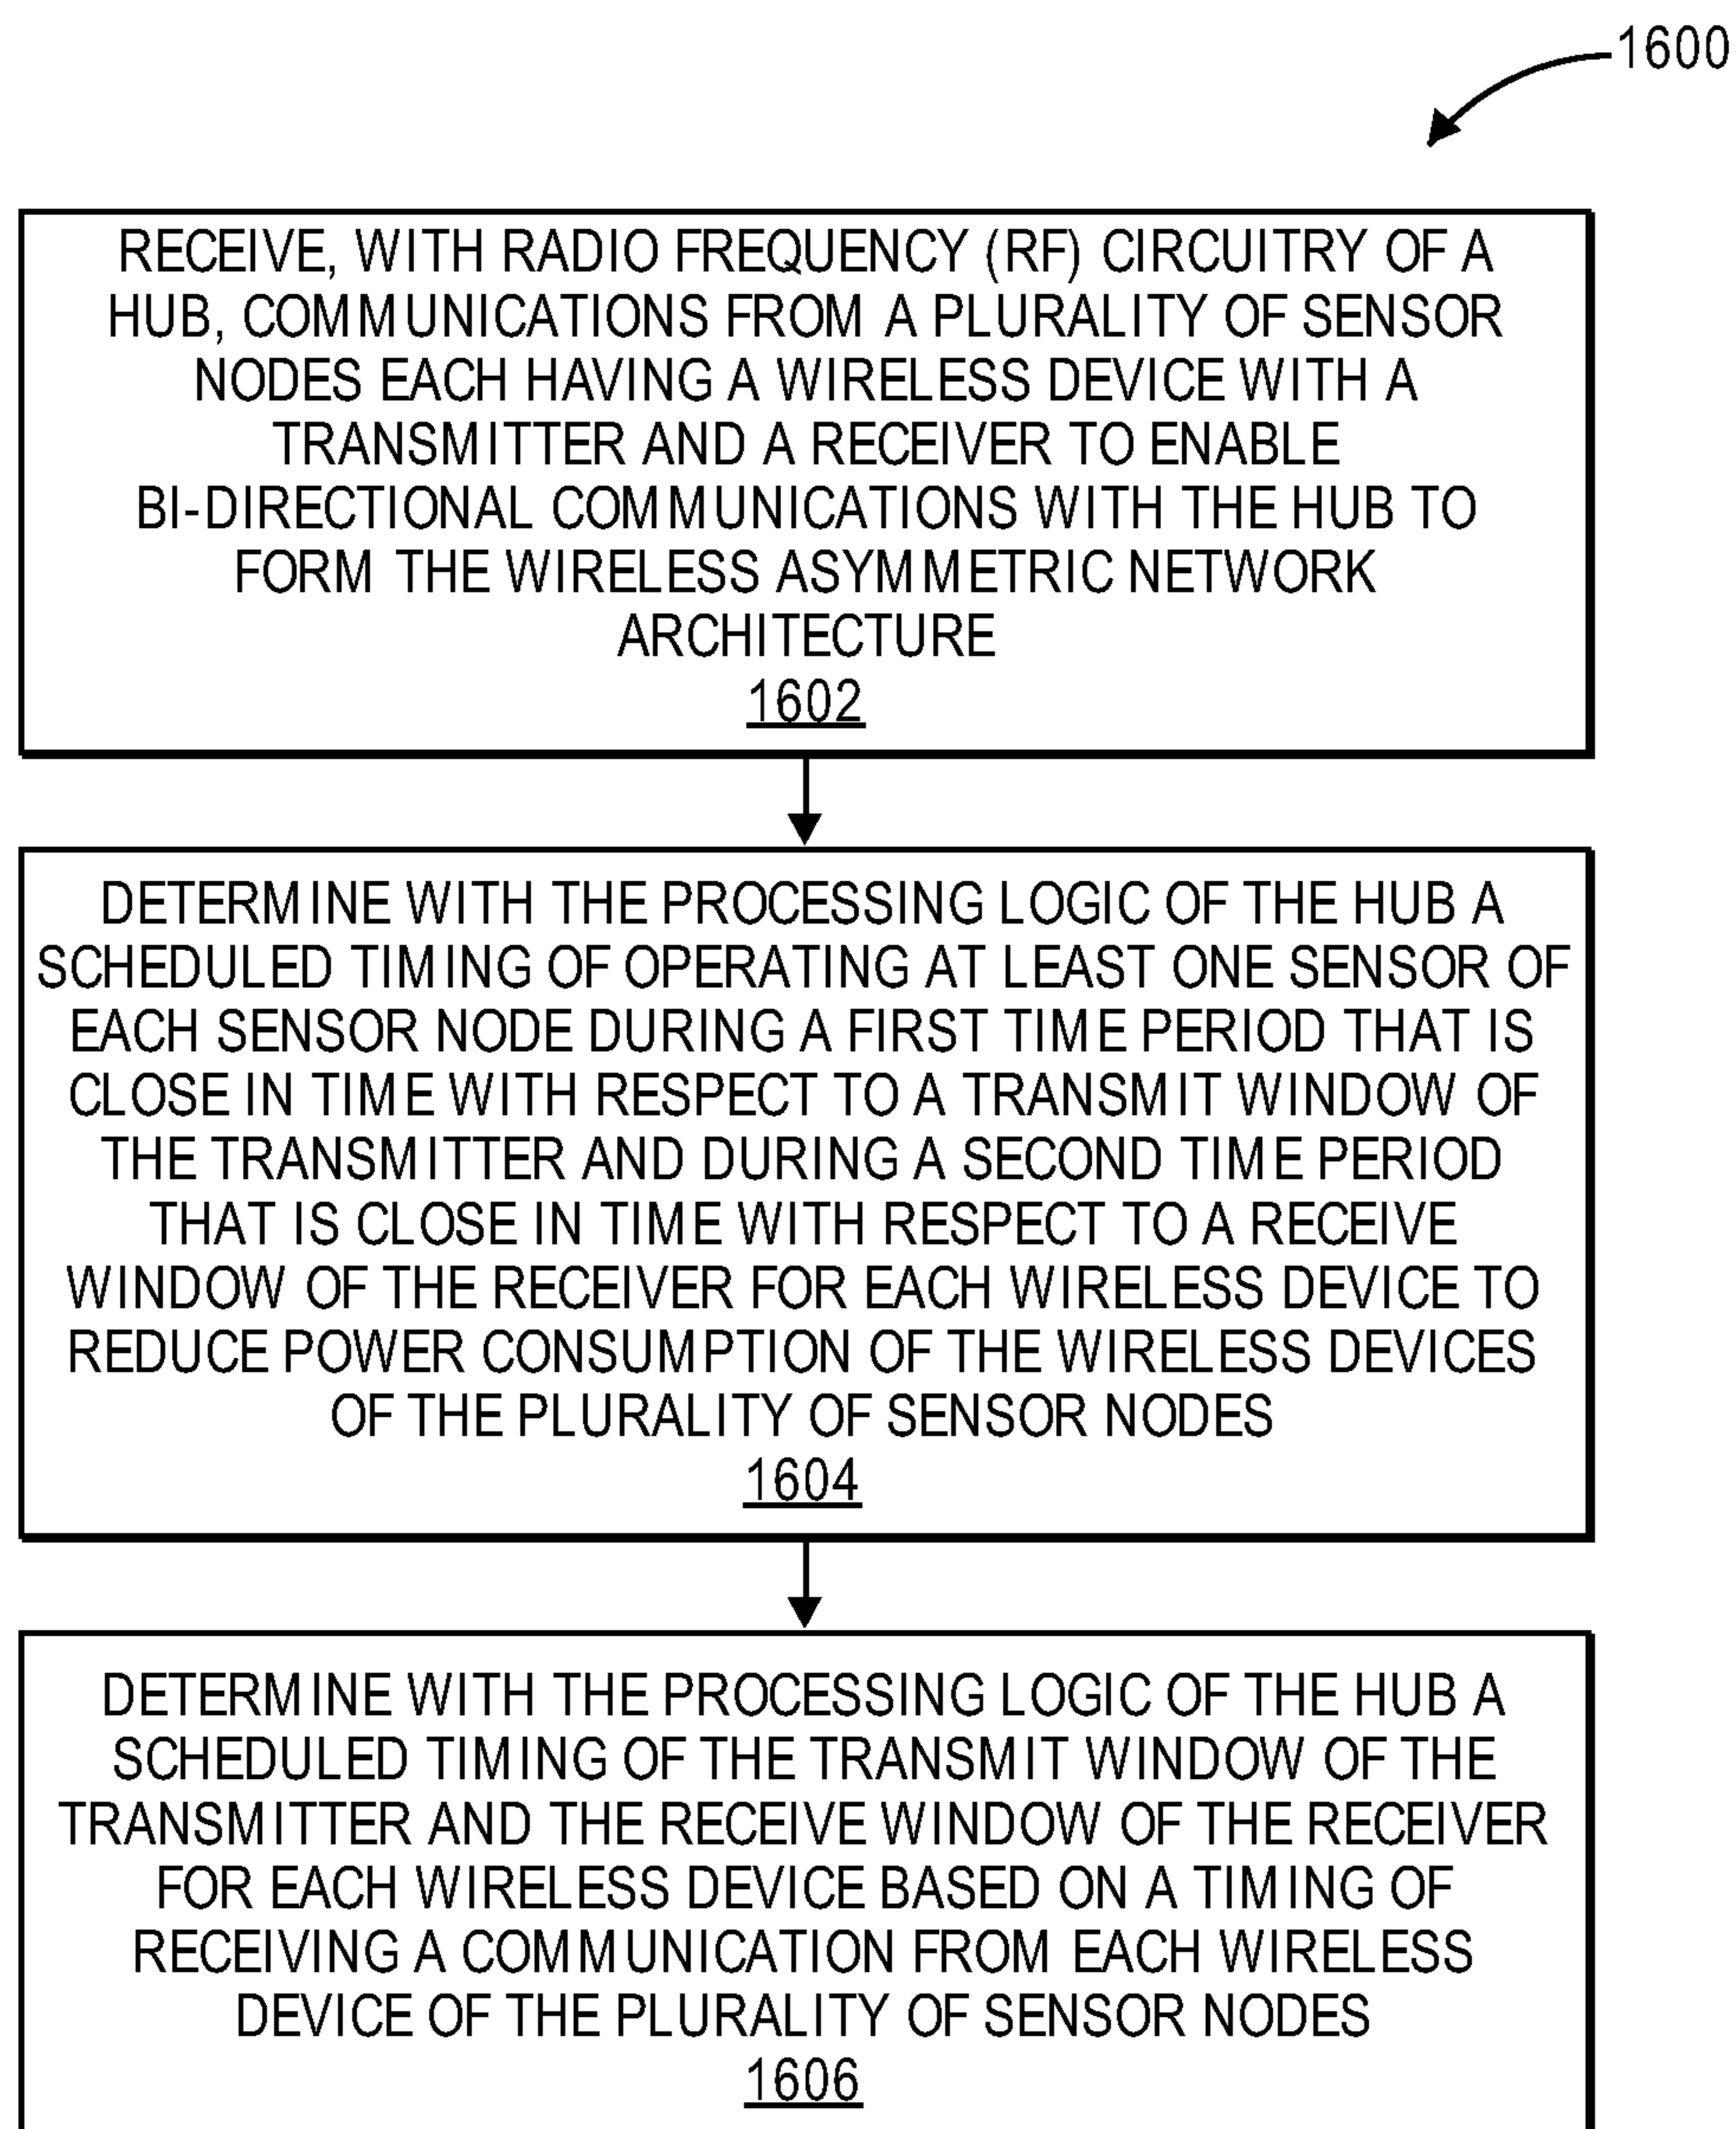 1600
RECEIVE, WITH RADIO FREQUENCY (RF) CIRCUITRY OF A
HUB, COMMUNICATIONS FROM A PLURALITY OF SENSOR
NODES EACH HAVING A WIRELESS DEVICE WITH A
TRANSMITTER AND A RECEIVER TO ENABLE
BI-DIRECTIONAL COMMUNICATIONS WITH THE HUB TO
FORM THE WIRELESS ASYMMETRIC NETWORK
ARCHITECTURE
1602
DETERMINE WITH THE PROCESSING LOGIC OF THE HUB A
SCHEDULED TIMING OF OPERATING AT LEAST ONE SENSOR OF
EACH SENSOR NODE DURING A FIRST TIME PERIOD THAT IS
CLOSE IN TIME WITH RESPECT TO A TRANSMIT WINDOW OF
THE TRANSMITTER AND DURING A SECOND TIME PERIOD
THAT IS CLOSE IN TIME WITH RESPECT TO A RECEIVE
WINDOW OF THE RECEIVER FOR EACH WIRELESS DEVICE TO
REDUCE POWER CONSUMPTION OF THE WIRELESS DEVICES
OF THE PLURALITY OF SENSOR NODES
1604
DETERMINE WITH THE PROCESSING LOGIC OF THE HUB A
SCHEDULED TIMING OF THE TRANSMIT WINDOW OF THE
TRANSMITTER AND THE RECEIVE WINDOW OF THE RECEIVER
FOR EACH WIRELESS DEVICE BASED ON A TIMING OF
RECEIVING A COMMUNICATION FROM EACH WIRELESS
DEVICE OF THE PLURALITY OF SENSOR NODES
1606